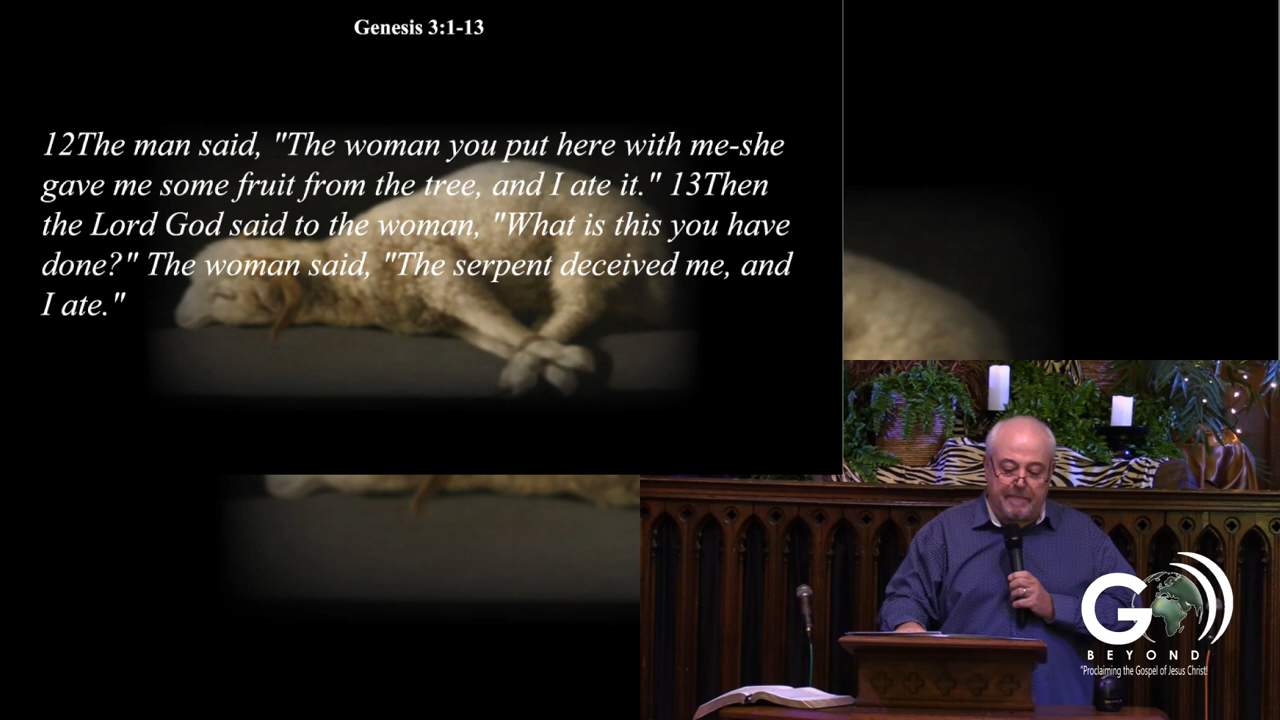 Genesis 3:1-13
12The man said, "The woman you put here with me-she
gave me some fruit from the tree, and I ate it." 13Then
the Lord God said to the woman, "What is this you have
done?" The woman said, "The serpent deceived me, and
I ate."
GO
BEYOND
"Proclaiming the Gospel of Jesus Christ!